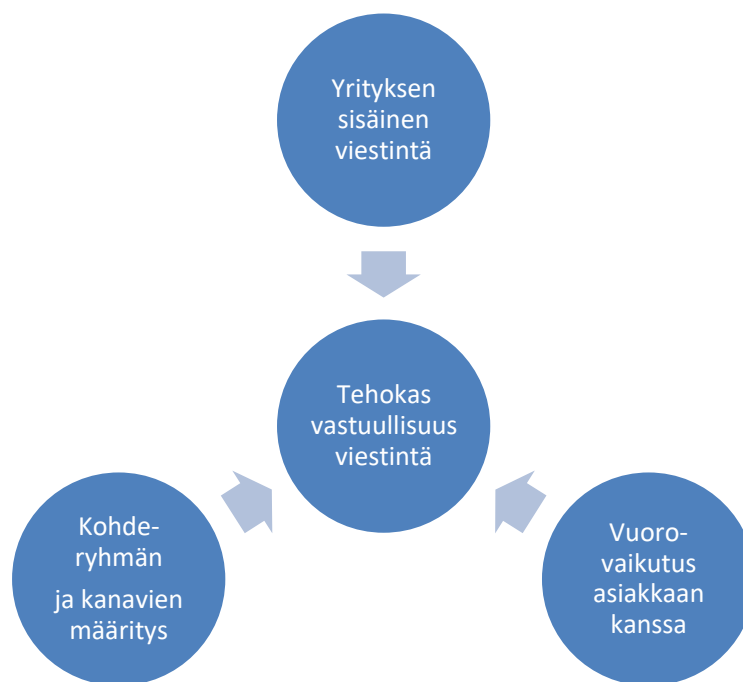 Yrityksen
sisäinen
viestintä
Tehokas
vastuullisuus
viestintä
Kohde-
ryhmän
ja kanavien
määritys
Vuoro-
vaikutus
asiakkaan
kanssa